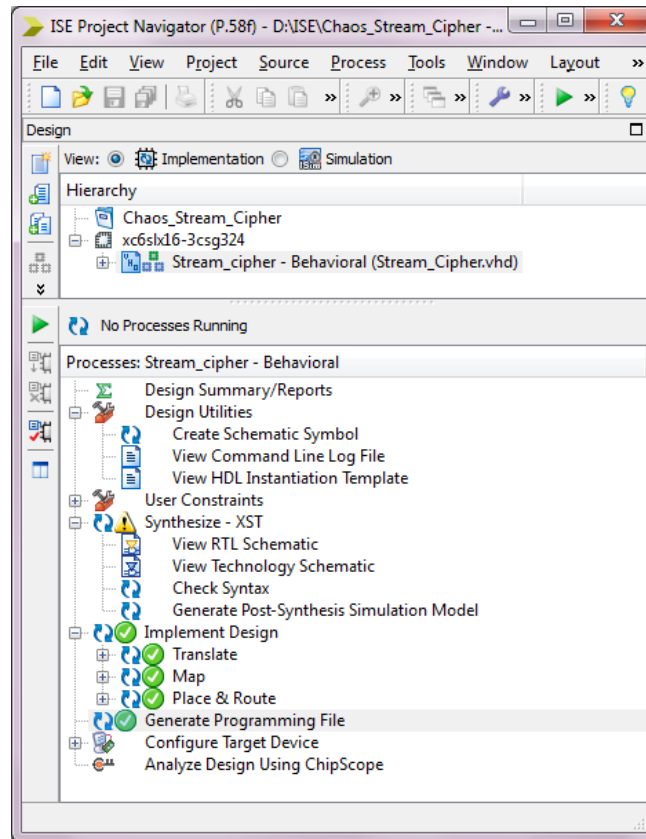 ISE Project Navigator (P.58f) - D:\ISE\Chaos_Stream_Cipher -...
File Edit View Project Source Process Tools Window Layout »
Design
View: Implementation Simulation
Hierarchy
Chaos_Stream_Cipher
xc6slx16-3csg324
Stream_cipher - Behavioral (Stream_Cipher.vhd)
No Processes Running
Processes: Stream_cipher - Behavioral
Design Summary/Reports
Design Utilities
Create Schematic Symbol
View Command Line Log File
View HDL Instantiation Template
User Constraints
Synthesize - XST
View RTL Schematic
View Technology Schematic
Check Syntax
Generate Post-Synthesis Simulation Model
Implement Design
Translate
Map
Place & Route
Generate Programming File
Configure Target Device
Analyze Design Using ChipScope